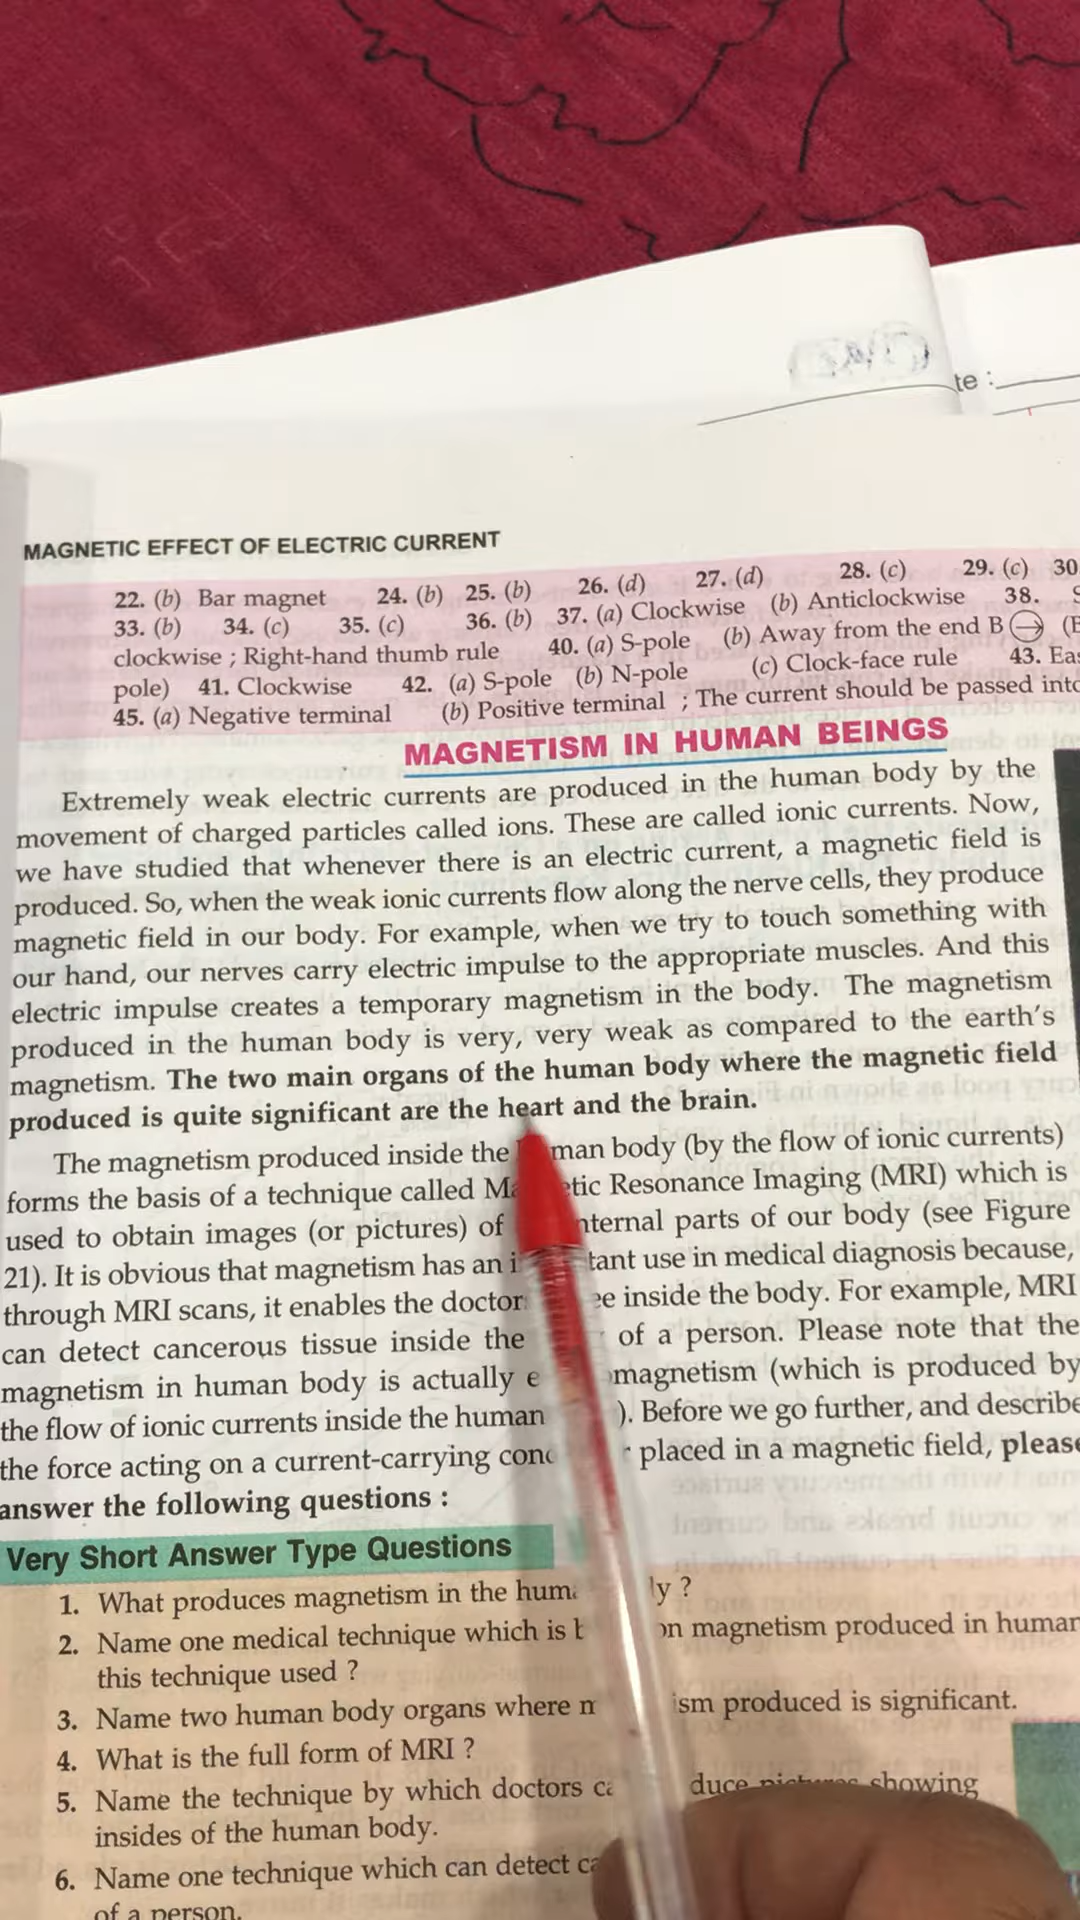 te :
MAGNETIC EFFECT OF ELECTRIC CURRENT
22. (b) Bar magnet 24. (b) 25. (b) 26. (d) 27. (d) 28. (c) 29. (c) 30
33. (b) 34. (c) 35. (c) 36. (b) 37. (a) Clockwise (b) Anticlockwise 38.
clockwise ; Right-hand thumb rule 40. (a) S-pole (b) Away from the end B → (E
pole) 41. Clockwise 42. (a) S-pole (b) N-pole (c) Clock-face rule 43. Eas
45. (a) Negative terminal (b) Positive terminal ; The current should be passed into
MAGNETISM IN HUMAN BEINGS
Extremely weak electric currents are produced in the human body by the
movement of charged particles called ions. These are called ionic currents. Now,
we have studied that whenever there is an electric current, a magnetic field is
produced. So, when the weak ionic currents flow along the nerve cells, they produce
magnetic field in our body. For example, when we try to touch something with
our hand, our nerves carry electric impulse to the appropriate muscles. And this
electric impulse creates a temporary magnetism in the body. The magnetism
produced in the human body is very, very weak as compared to the earth's
magnetism. The two main organs of the human body where the magnetic field
produced is quite significant are the heart and the brain.
The magnetism produced inside the man body (by the flow of ionic currents)
forms the basis of a technique called Ma etic Resonance Imaging (MRI) which is
used to obtain images (or pictures) of nternal parts of our body (see Figure
21). It is obvious that magnetism has an i tant use in medical diagnosis because,
through MRI scans, it enables the doctor ee inside the body. For example, MRI
can detect cancerous tissue inside the of a person. Please note that the
magnetism in human body is actually e magnetism (which is produced by
the flow of ionic currents inside the human ). Before we go further, and describe
the force acting on a current-carrying cond r placed in a magnetic field, please
answer the following questions :
Very Short Answer Type Questions
1. What produces magnetism in the huma ly ?
2. Name one medical technique which is b on magnetism produced in human
this technique used ?
3. Name two human body organs where m ism produced is significant.
4. What is the full form of MRI ?
5. Name the technique by which doctors ca duce pictures showing
insides of the human body.
6. Name one technique which can detect ca
of a person.